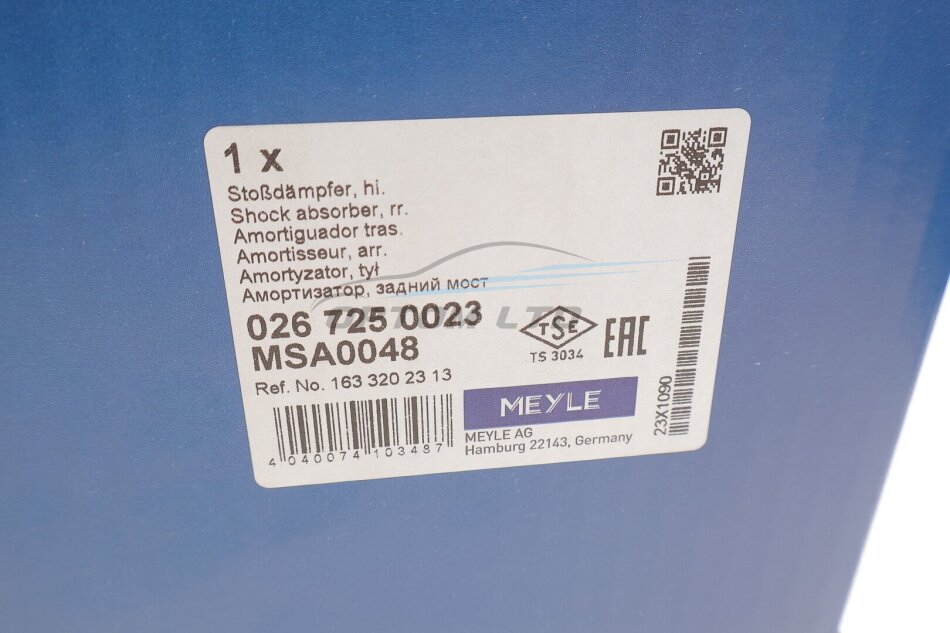 1 x
Stoßdämpfer, hi.
Shock absorber, rr.
Amortiguador tras.
Amortisseur, arr.
Amortyzator, tył
Амортизатор, задний мост
026 725 0023
MSA0048
Ref. No. 163 320 23 13
4 040074 103487
TSE
TS 3034
EAC
MEYLE
MEYLE AG
Hamburg 22143, Germany
23X1090